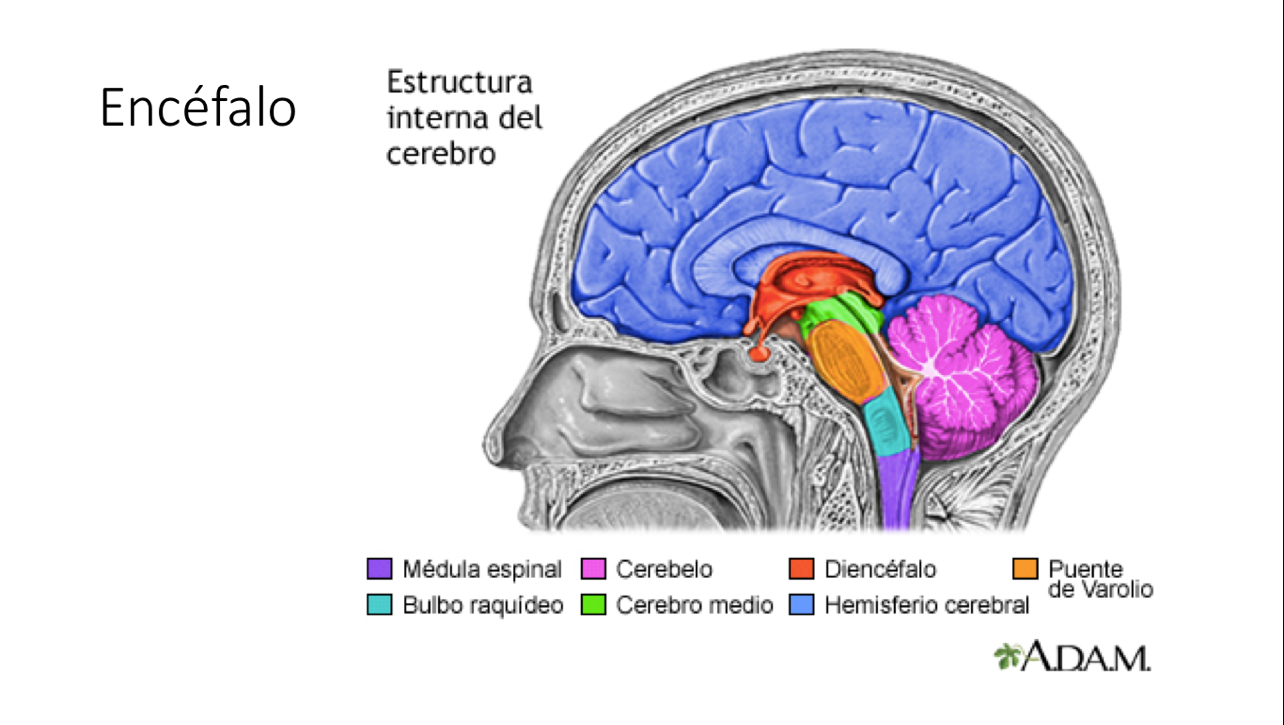 Encéfalo
Estructura
interna del
cerebro
Médula espinal
Cerebelo
Diencéfalo
Puente
de Varolio
Bulbo raquídeo
Cerebro medio
Hemisferio cerebral
A.D.A.M.